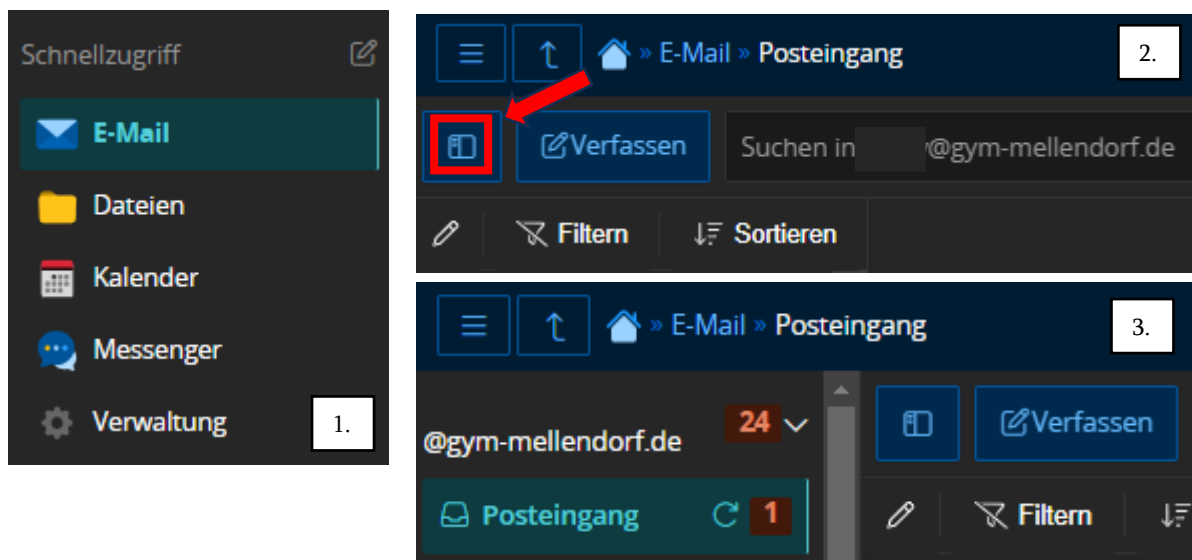 Schnellzugriff
E-Mail
Dateien
Kalender
Messenger
Verwaltung
1.
» E-Mail » Posteingang
2.
Verfassen
Suchen in @gym-mellendorf.de
Filtern
Sortieren
» E-Mail » Posteingang
3.
@gym-mellendorf.de 24
Verfassen
Posteingang 1
Filtern